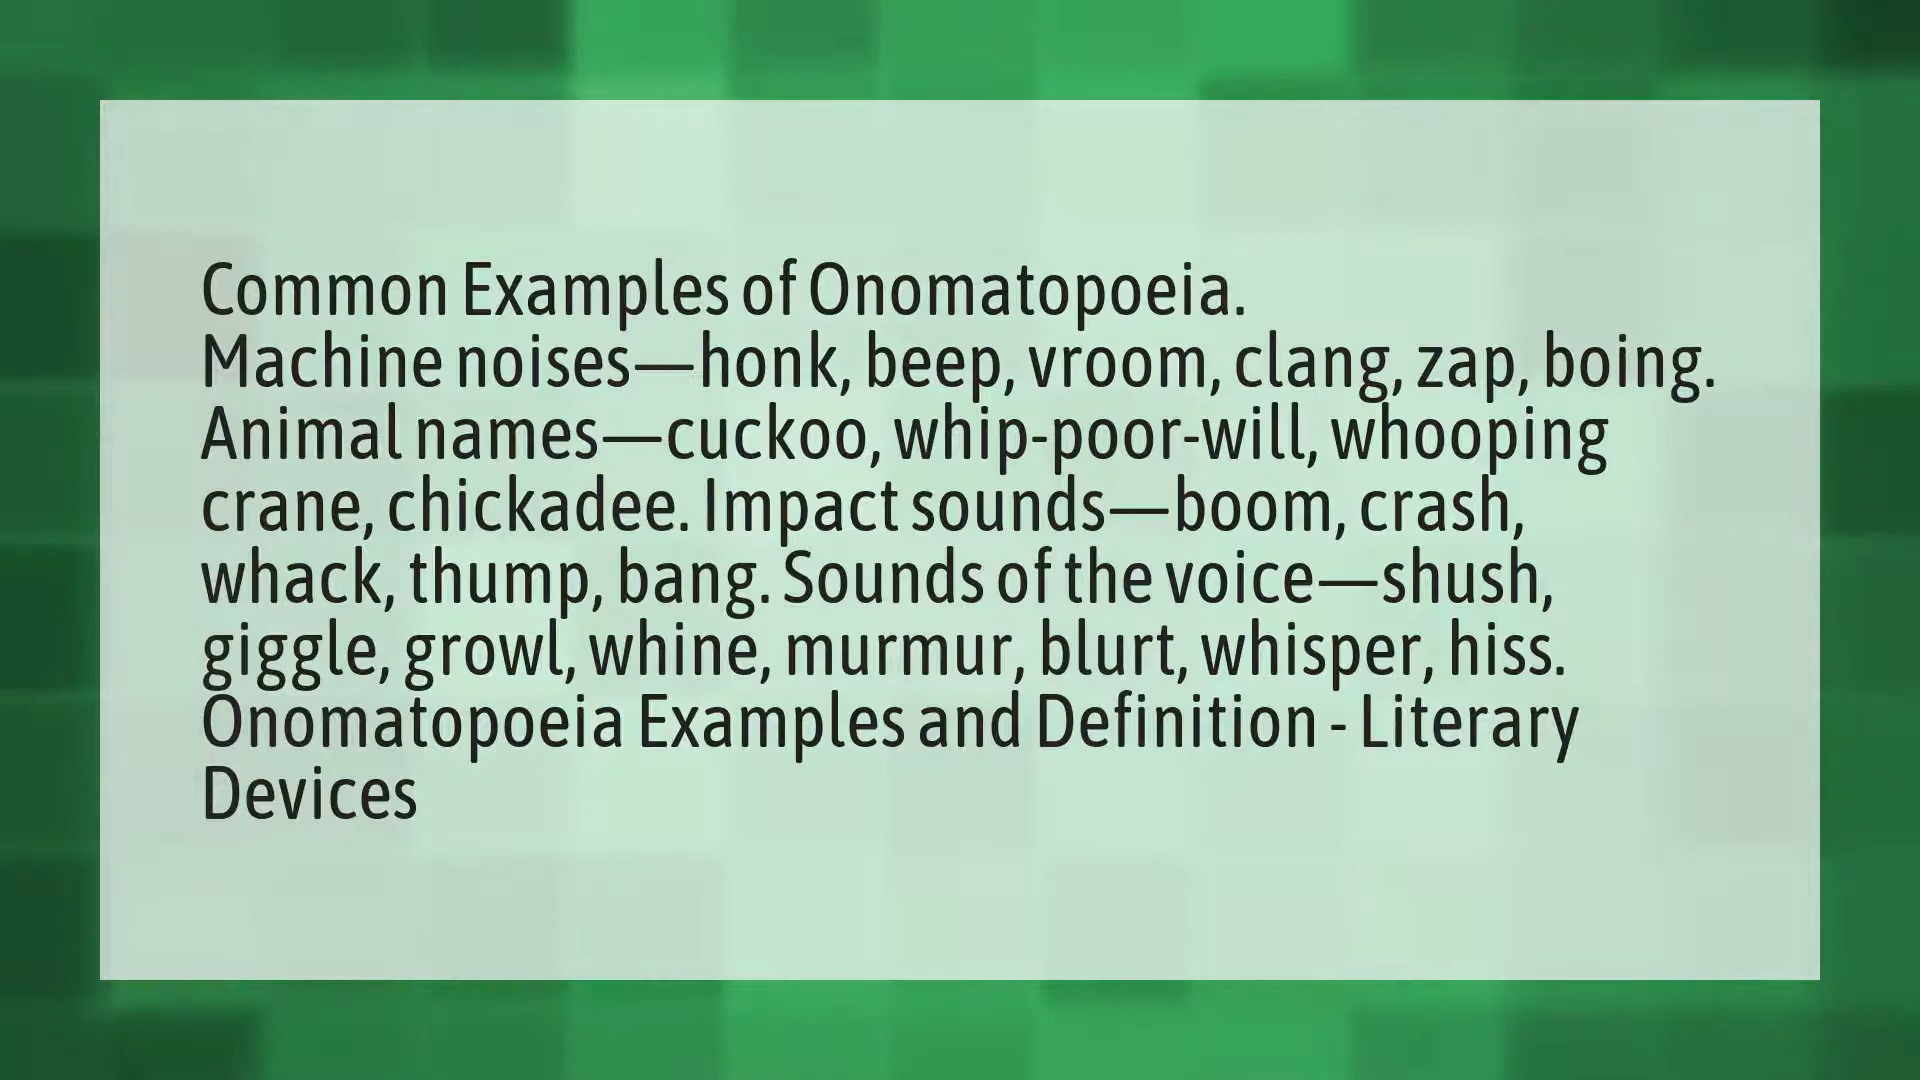 Common Examples of Onomatopoeia.
Machine noises—honk, beep, vroom, clang, zap, boing.
Animal names—cuckoo, whip-poor-will, whooping
crane, chickadee. Impact sounds—boom, crash,
whack, thump, bang. Sounds of the voice—shush,
giggle, growl, whine, murmur, blurt, whisper, hiss.
Onomatopoeia Examples and Definition - Literary
Devices